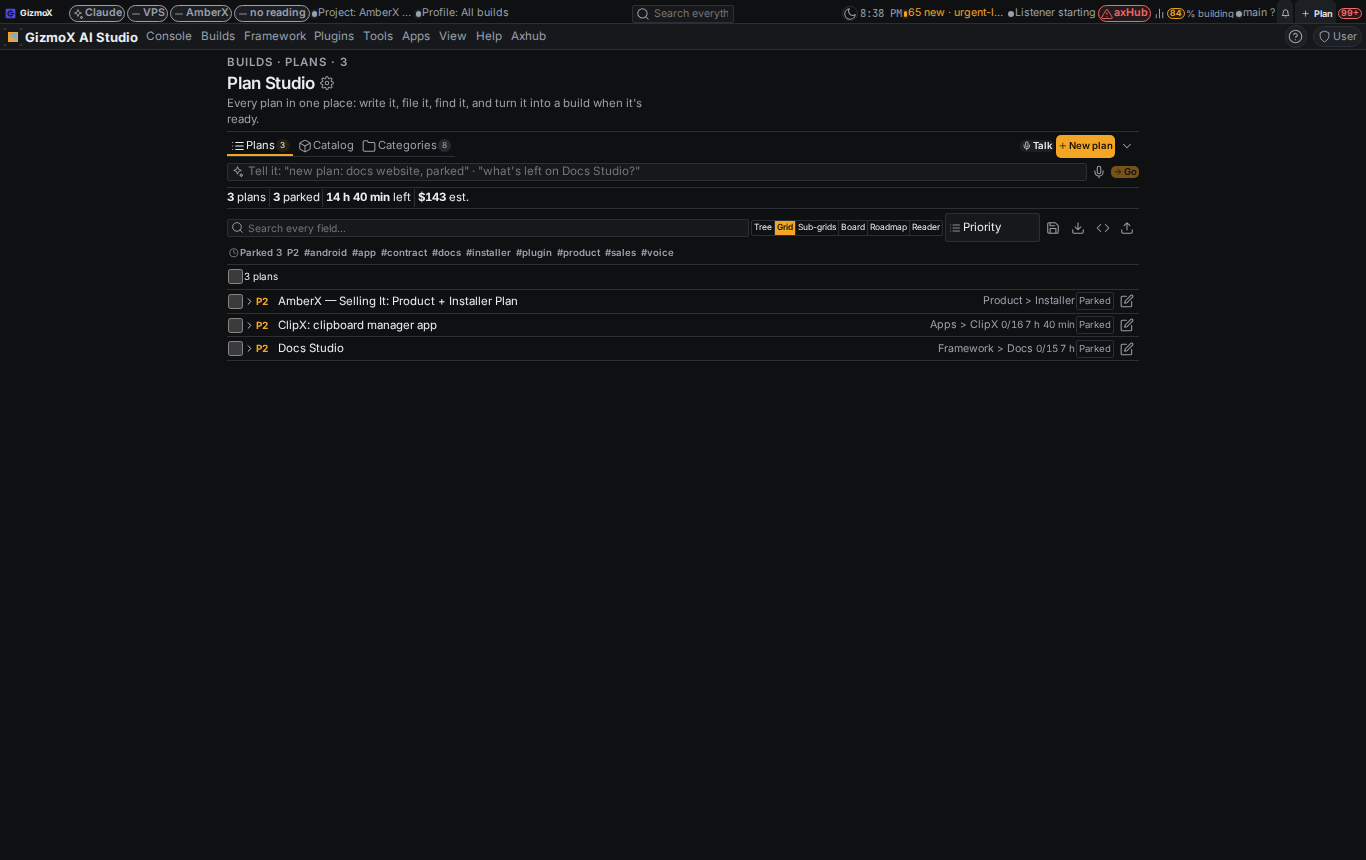 GizmoX Claude — VPS — AmberX — no reading Project: AmberX ... Profile: All builds Search everyth 8:38 PM 65 new · urgent-l... Listener starting axHub 84 % building main ? + Plan 99+
GizmoX AI Studio Console Builds Framework Plugins Tools Apps View Help Axhub User
BUILDS · PLANS · 3
Plan Studio
Every plan in one place: write it, file it, find it, and turn it into a build when it's
ready.
Plans 3 Catalog Categories 8 Talk + New plan
Tell it: "new plan: docs website, parked" · "what's left on Docs Studio?" → Go
3 plans 3 parked 14 h 40 min left $143 est.
Search every field... Tree Grid Sub-grids Board Roadmap Reader Priority
Parked 3 P2 #android #app #contract #docs #installer #plugin #product #sales #voice
3 plans
P2 AmberX — Selling It: Product + Installer Plan Product > Installer Parked
P2 ClipX: clipboard manager app Apps > ClipX 0/16 7 h 40 min Parked
P2 Docs Studio Framework > Docs 0/15 7 h Parked